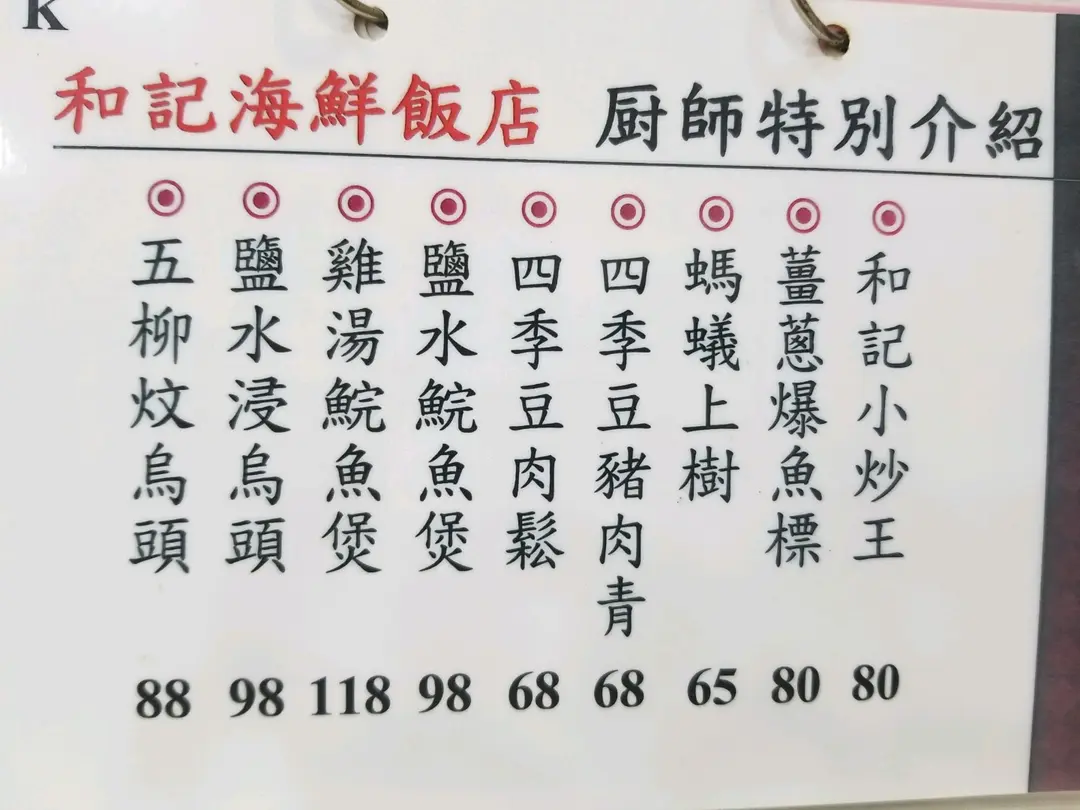 K
和記海鮮飯店 厨師特別介紹
和記小炒王 80
薑蔥爆魚標 80
螞蟻上樹 65
四季豆豬肉青 68
四季豆肉鬆 68
鹽水鯇魚煲 98
雞湯鯇魚煲 118
鹽水浸烏頭 98
五柳炆烏頭 88